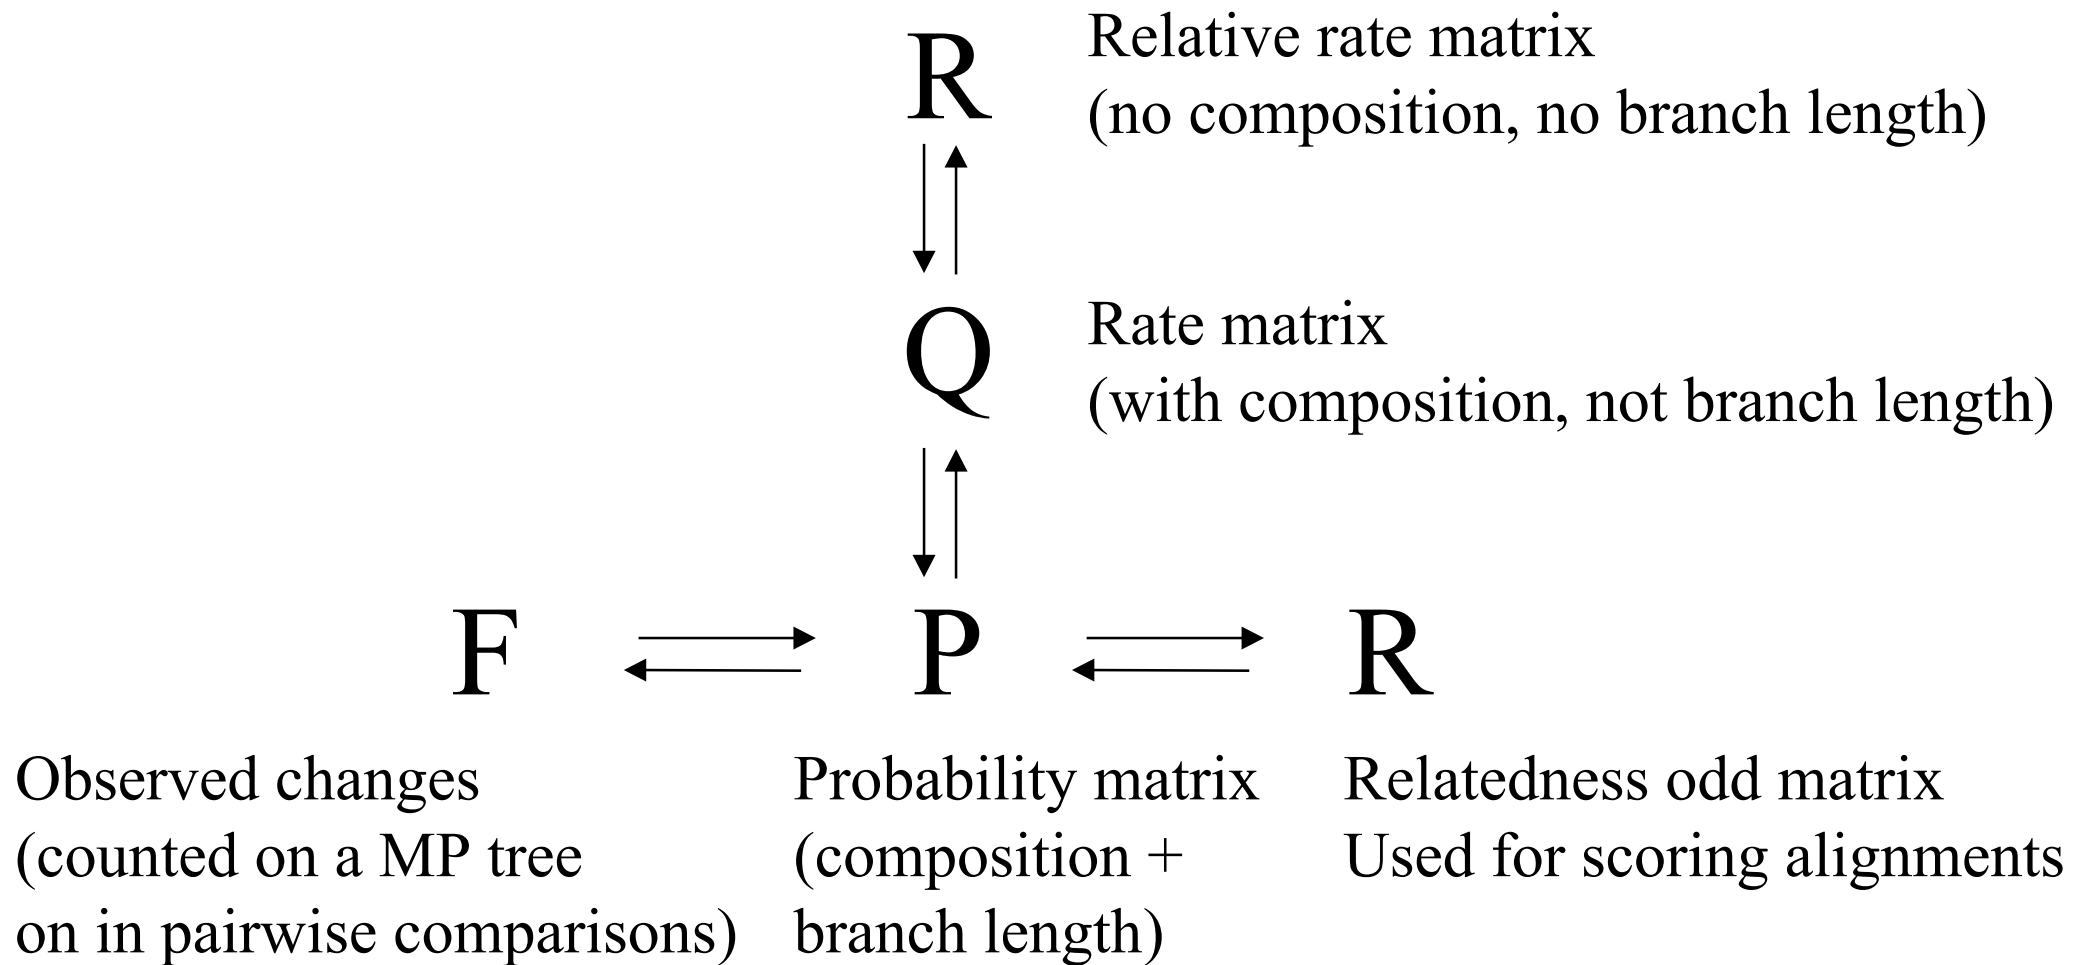 R
Relative rate matrix
(no composition, no branch length)
Q
Rate matrix
(with composition, not branch length)
F
P
R
Observed changes
(counted on a MP tree
on in pairwise comparisons)
Probability matrix
(composition +
branch length)
Relatedness odd matrix
Used for scoring alignments